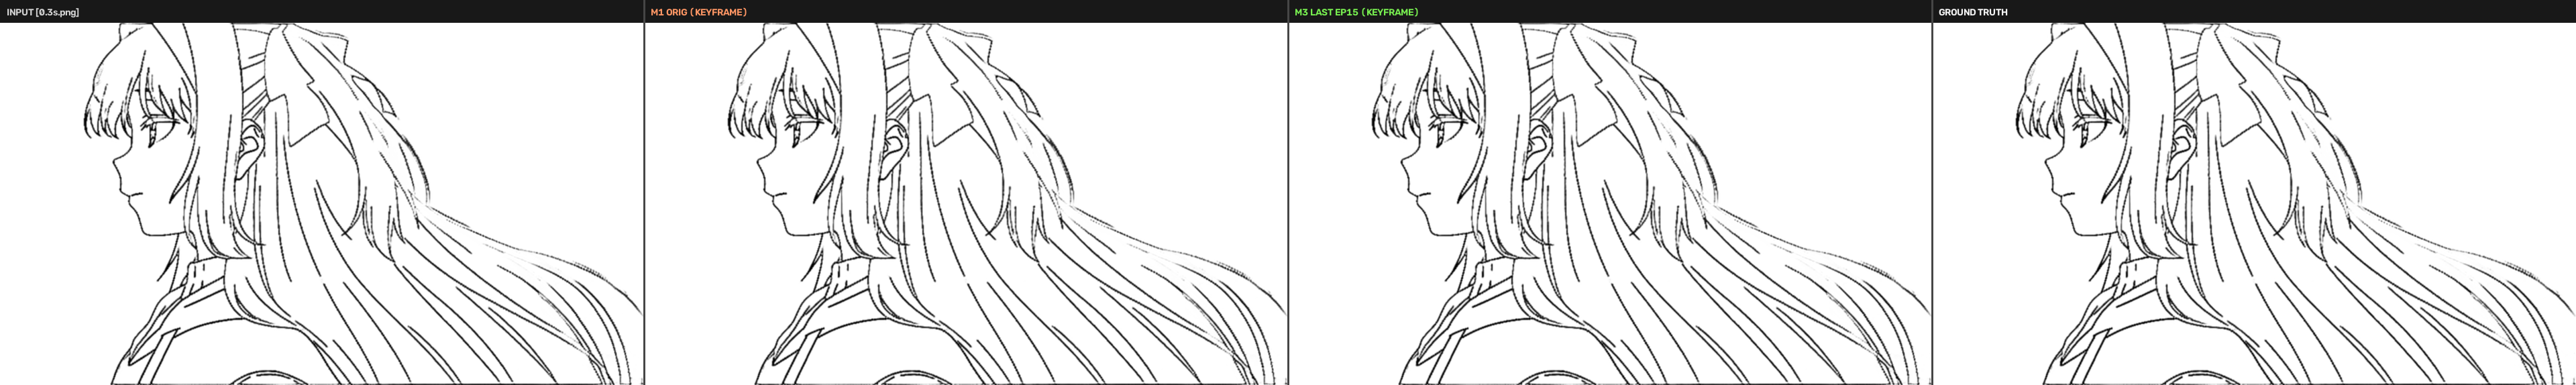 INPUT [0.3s.png]
M1 ORIG (KEYFRAME)
M3 LAST EP15 (KEYFRAME)
GROUND TRUTH